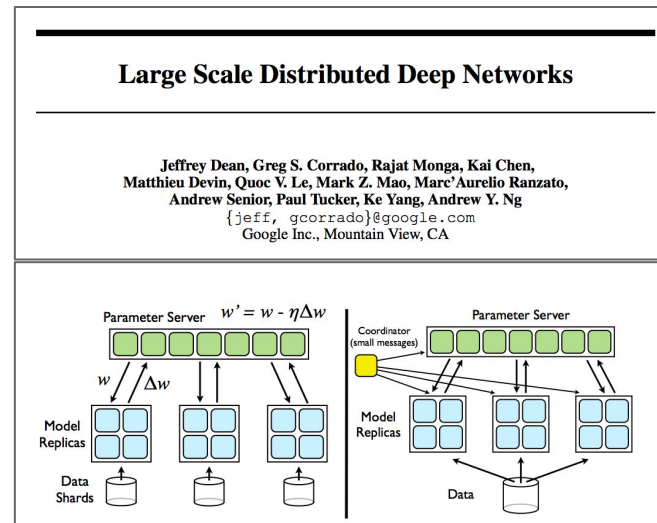 Large Scale Distributed Deep Networks
Jeffrey Dean, Greg S. Corrado, Rajat Monga, Kai Chen,
Matthieu Devin, Quoc V. Le, Mark Z. Mao, Marc'Aurelio Ranzato,
Andrew Senior, Paul Tucker, Ke Yang, Andrew Y. Ng
{jeff, gcorrado}@google.com
Google Inc., Mountain View, CA
Parameter Server
w' = w - ηΔw
w
Δw
Model
Replicas
Data
Shards
Parameter Server
Coordinator
(small messages)
Model
Replicas
Data